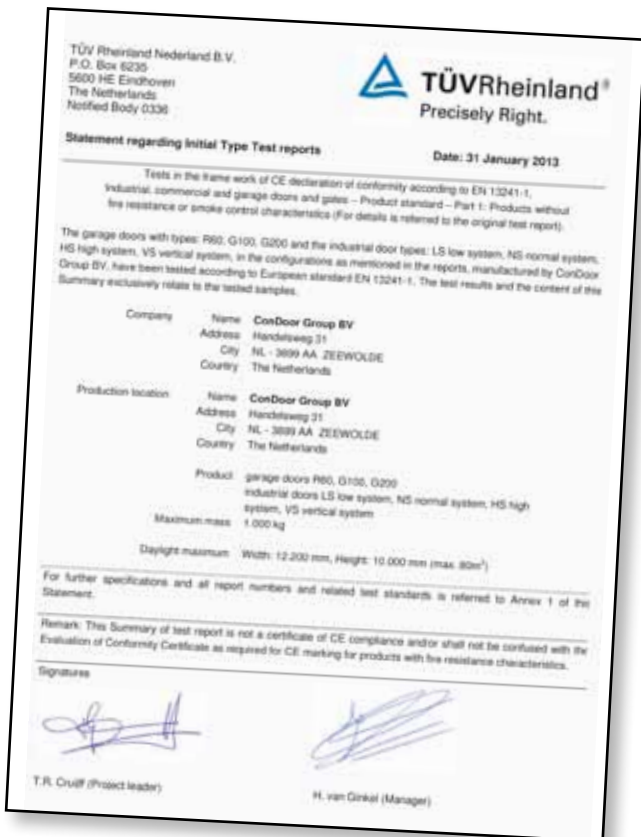 TÜV Rheinland Nederland B.V.
P.O. Box 6235
5600 HE Eindhoven
The Netherlands
Notified Body 0336
TÜVRheinland®
Precisely Right.
Statement regarding Initial Type Test reports
Date: 31 January 2013
Tests in the frame work of CE declaration of conformity according to EN 13241-1,
Industrial, commercial and garage doors and gates – Product standard – Part 1: Products without
fire resistance or smoke control characteristics (For details is referred to the original test report).
The garage doors with types: R60, G100, G200 and the industrial door types: LS low system, NS normal system,
HS high system, VS vertical system, in the configurations as mentioned in the reports, manufactured by ConDoor
Group BV, have been tested according to European standard EN 13241-1. The test results and the content of this
Summary exclusively relate to the tested samples.
Company Name ConDoor Group BV
Address Handelsweg 31
City NL - 3899 AA ZEEWOLDE
Country The Netherlands
Production location Name ConDoor Group BV
Address Handelsweg 31
City NL - 3899 AA ZEEWOLDE
Country The Netherlands
Product garage doors R60, G100, G200
industrial doors LS low system, NS normal system, HS high
system, VS vertical system
Maximum mass 1.000 kg
Daylight maximum Width: 12.200 mm, Height: 10.000 mm (max. 80m²)
For further specifications and all report numbers and related test standards is referred to Annex 1 of the
Statement.
Remark: This Summary of test report is not a certificate of CE compliance and/or shall not be confused with the
Evaluation of Conformity Certificate as required for CE marking for products with fire resistance characteristics.
Signatures
T.R. Cruijff (Project leader)
H. van Ginkel (Manager)